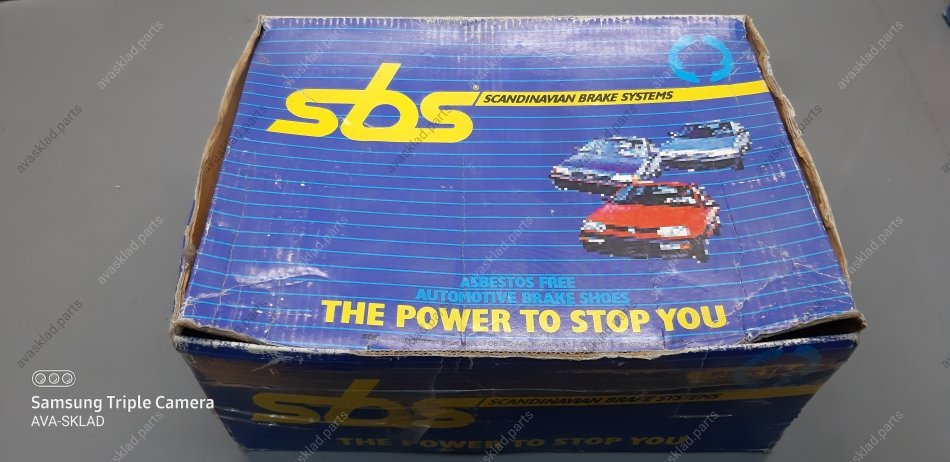 sbs
SCANDINAVIAN BRAKE SYSTEMS
ASBESTOS FREE
AUTOMOTIVE BRAKE SHOES
THE POWER TO STOP YOU
sbs
SCANDINAVIAN BRAKE SYSTEMS
THE POWER TO STOP YOU
Samsung Triple Camera
AVA-SKLAD
avasklad.parts